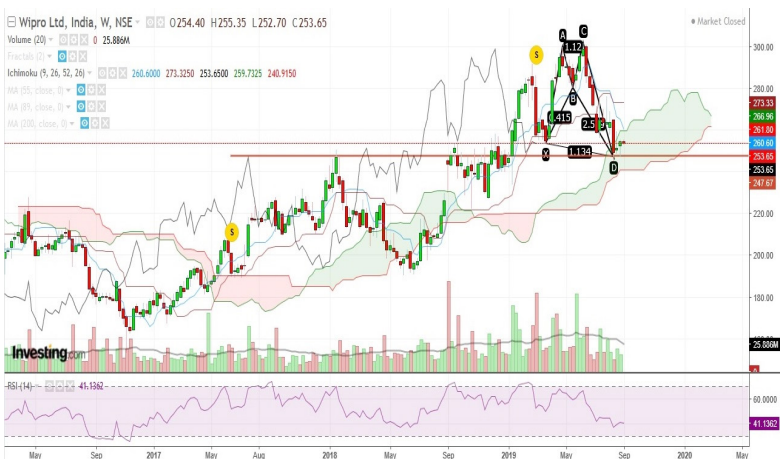 Wipro Ltd, India, W, NSE O254.40 H255.35 L252.70 C253.65
Market Closed
Volume (20) 0 25.886M
Fractals (2)
Ichimoku (9, 26, 52, 26) 260.6000 273.3250 253.6500 259.7325 240.9150
MA (55, close, 0)
MA (89, close, 0)
MA (200, close, 0)
S
S
A
C
1.12
B
0.415
X
1.134
D
300.00
280.00
273.33
266.96
261.80
260.60
253.65
253.65
247.67
220.00
200.00
180.00
25.886M
Investing.com
RSI (14) 41.1362
60.0000
41.1362
May Sep 2017 May Aug 2018 May Sep 2019 May Sep 2020 May